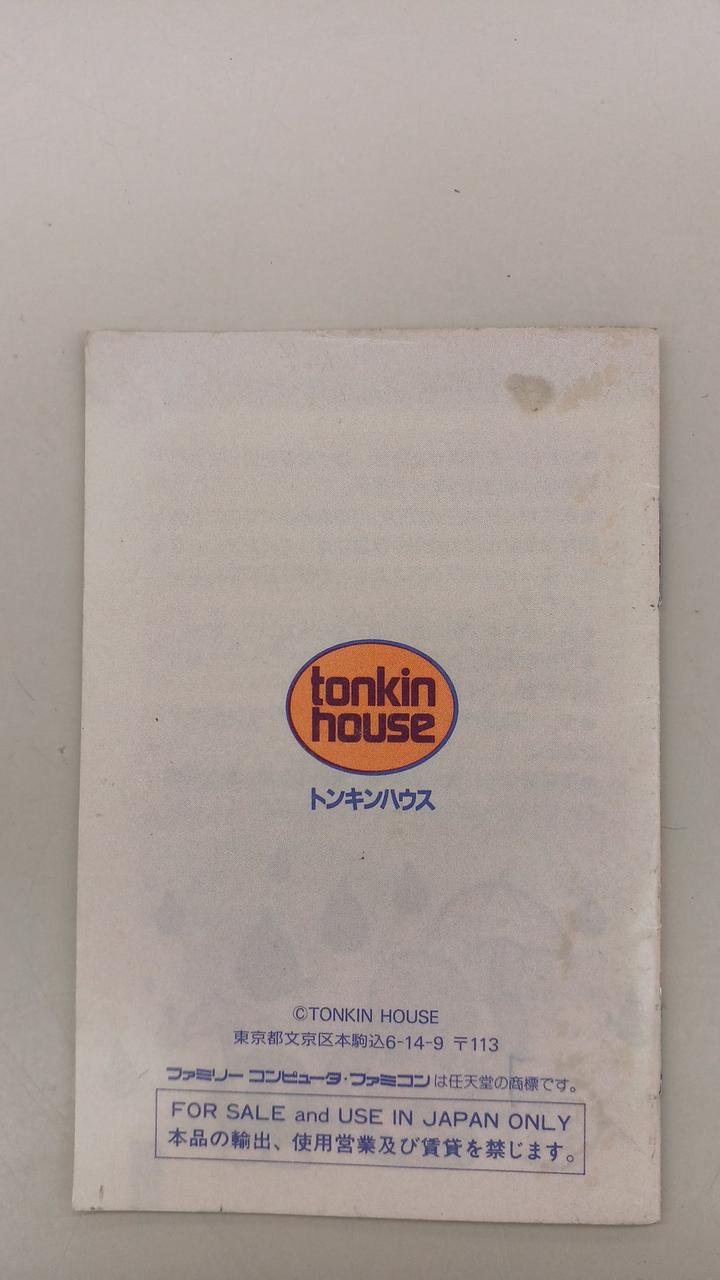 tonkin
house
トンキンハウス
©TONKIN HOUSE
東京都文京区本駒込6-14-9 〒113
ファミリー コンピュータ・ファミコンは任天堂の商標です。
FOR SALE and USE IN JAPAN ONLY
本品の輸出、使用営業及び賃貸を禁じます。